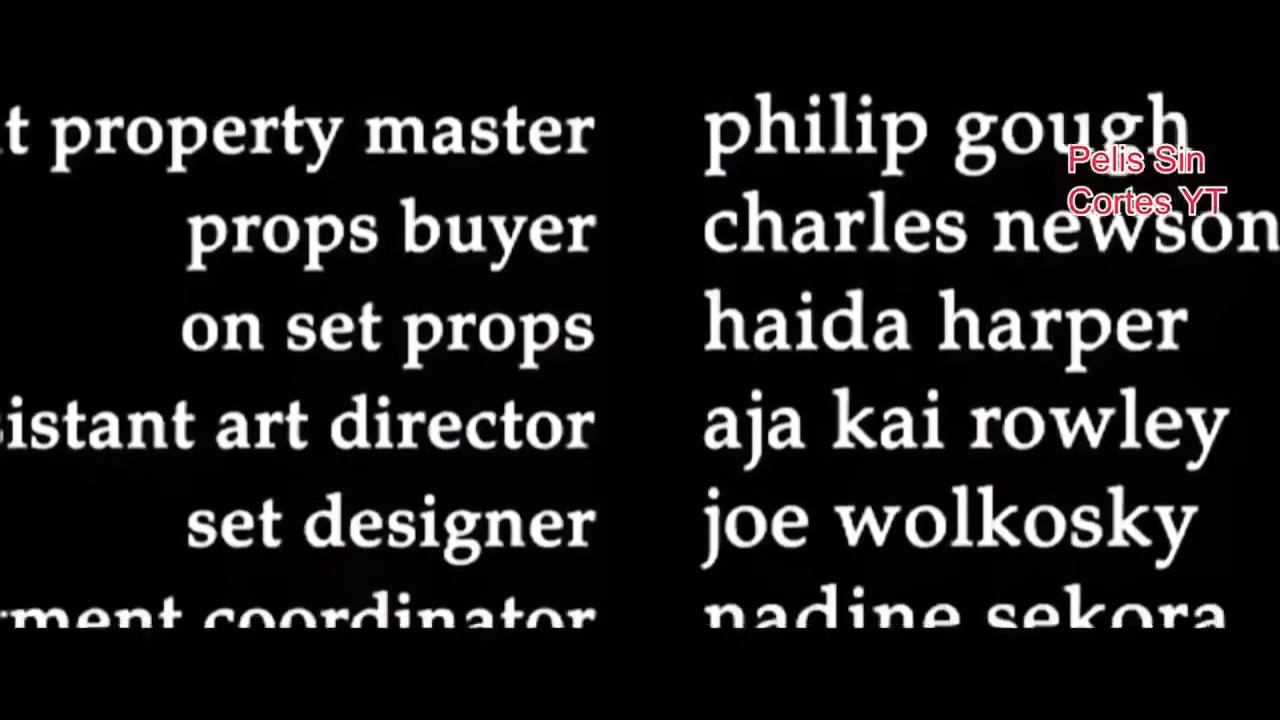 t property master philip gough
props buyer charles newson
on set props haida harper
sistant art director aja kai rowley
set designer joe wolkosky
rment coordinator nadine sekora
Pelis Sin
Cortes YT